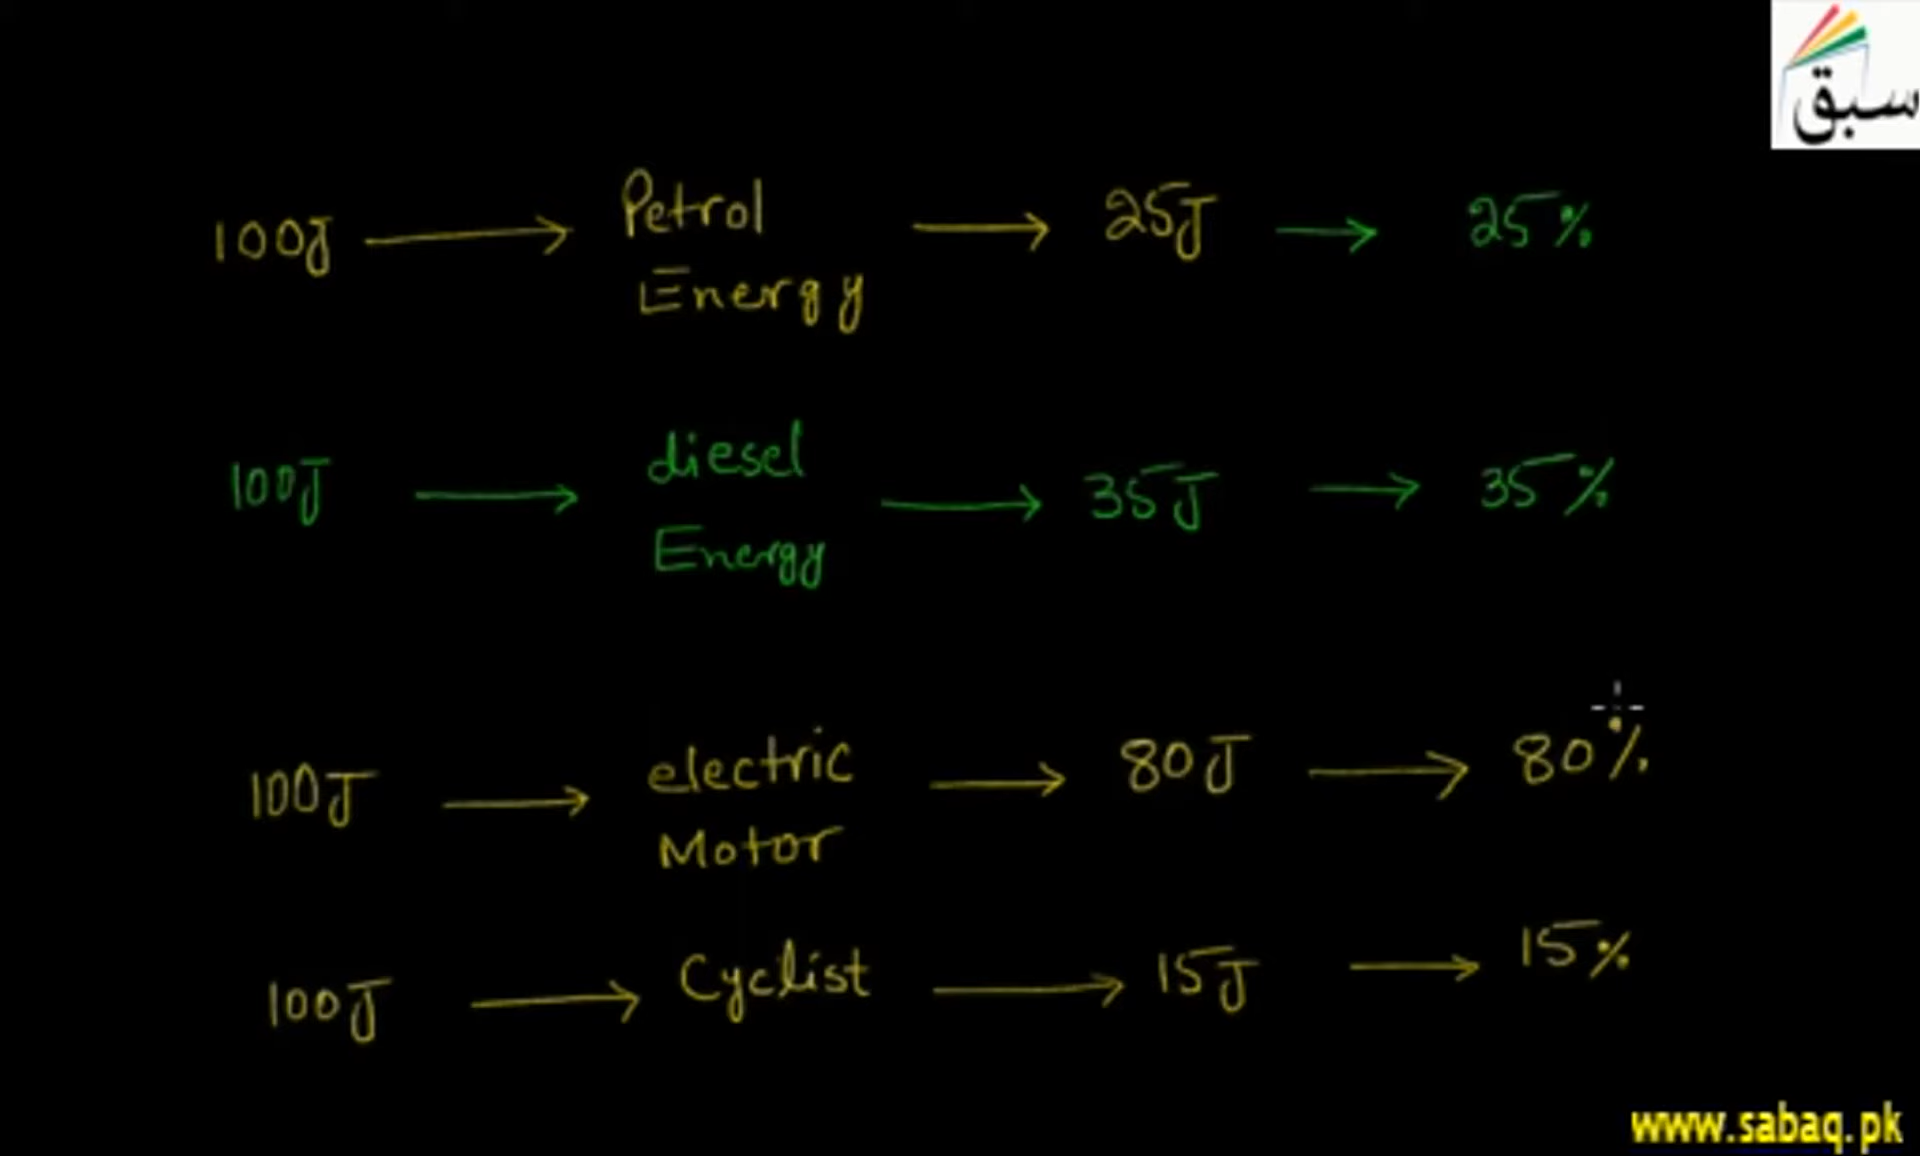 سبق
100J → Petrol Energy → 25J → 25%
100J → diesel Energy → 35J → 35%
100J → electric Motor → 80J → 80%
100J → Cyclist → 15J → 15%
www.sabaq.pk